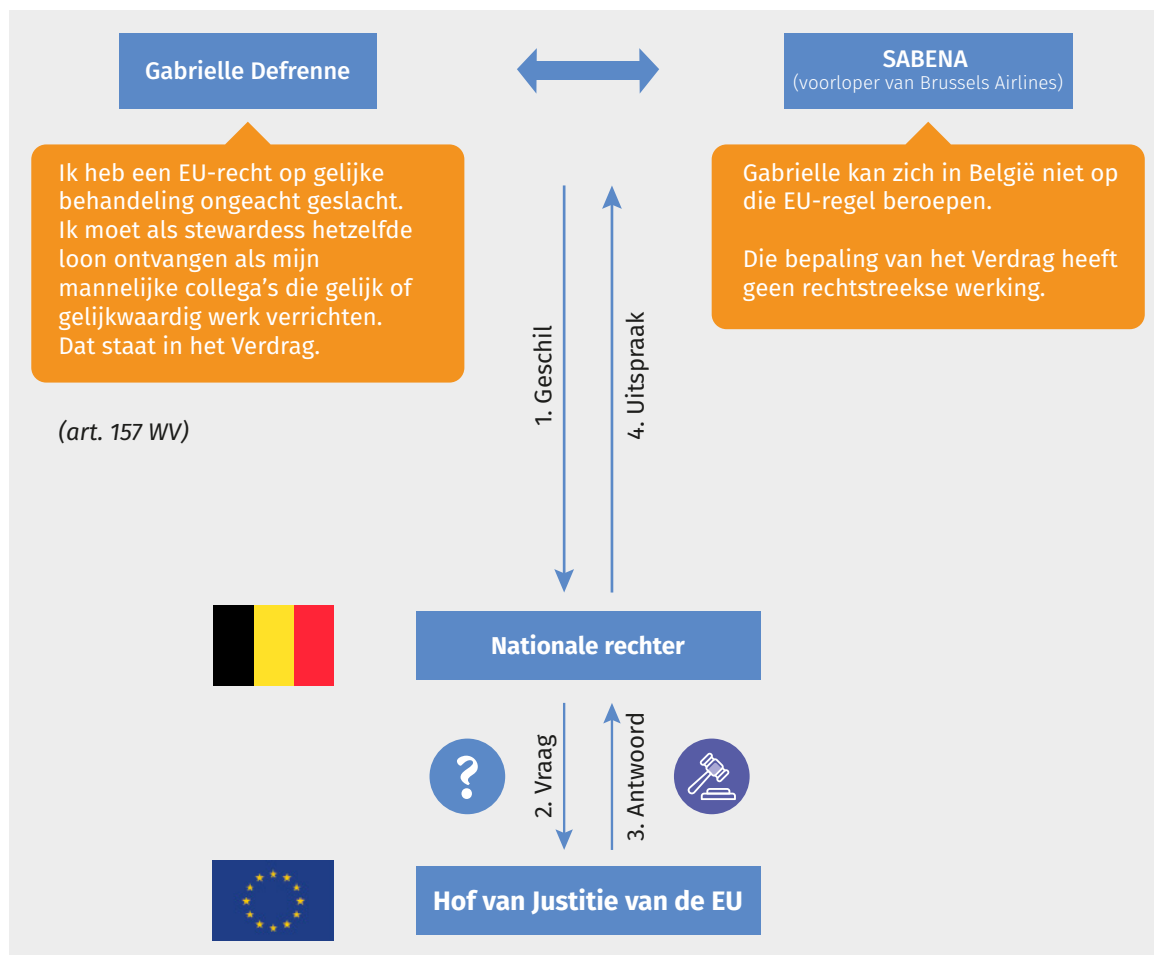 Gabrielle Defrenne
SABENA
(voorloper van Brussels Airlines)
Ik heb een EU-recht op gelijke
behandeling ongeacht geslacht.
Ik moet als stewardess hetzelfde
loon ontvangen als mijn
mannelijke collega’s die gelijk of
gelijkwaardig werk verrichten.
Dat staat in het Verdrag.
Gabrielle kan zich in België niet op
die EU-regel beroepen.
Die bepaling van het Verdrag heeft
geen rechtstreekse werking.
(art. 157 WV)
1. Geschil
4. Uitspraak
Nationale rechter
?
2. Vraag
3. Antwoord
Hof van Justitie van de EU